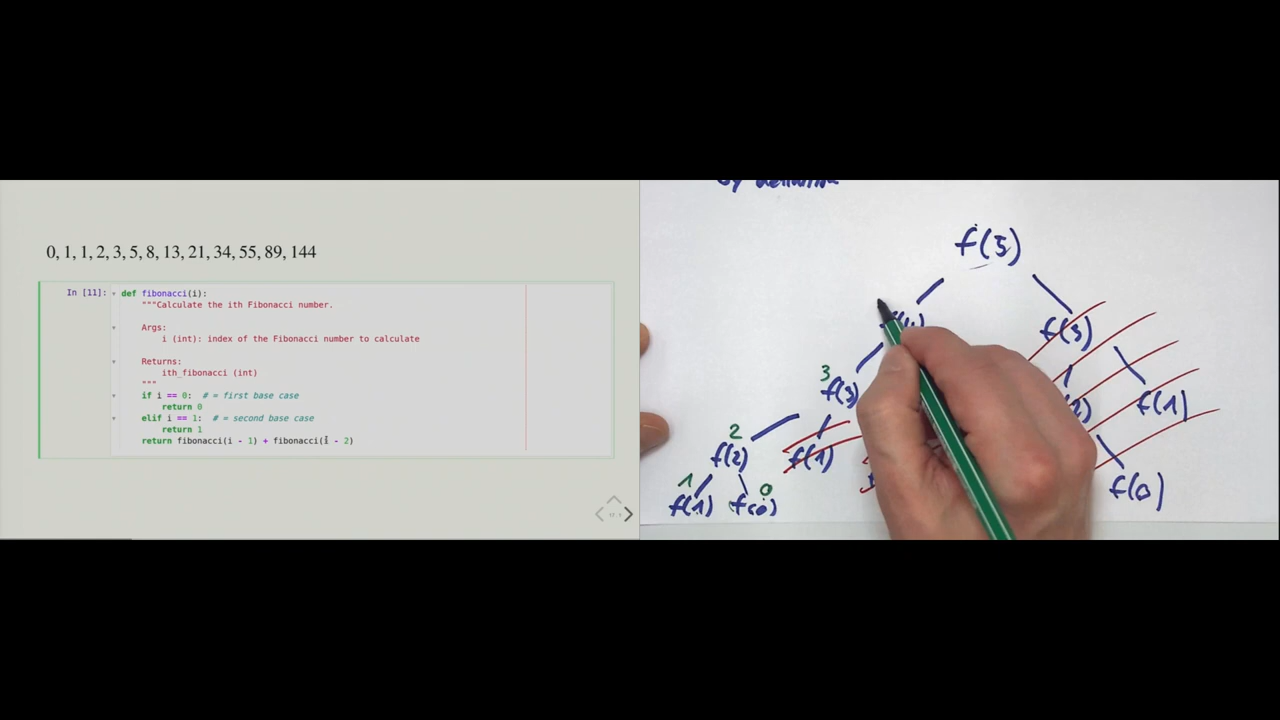 0, 1, 1, 2, 3, 5, 8, 13, 21, 34, 55, 89, 144
In [11]:
def fibonacci(i):
"""Calculate the ith Fibonacci number.
Args:
i (int): index of the Fibonacci number to calculate
Returns:
ith_fibonacci (int)
"""
if i == 0: # = first base case
return 0
elif i == 1: # = second base case
return 1
return fibonacci(i - 1) + fibonacci(i - 2)
by
f(5)
f(3)
3
f(3)
f(1)
2
f(2)
f(1)
1
0
f(1)
f(0)
f(0)